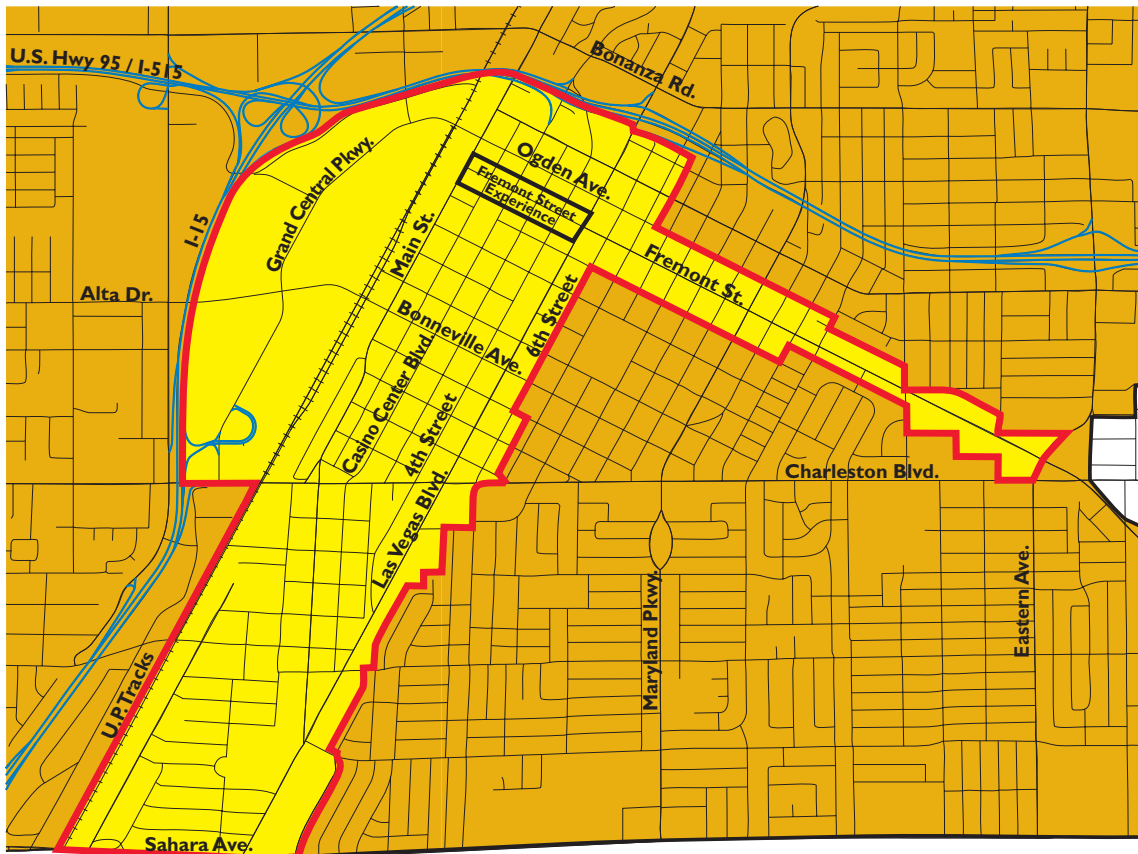 U.S. Hwy 95 / I-515
Bonanza Rd.
Grand Central Pkwy.
Ogden Ave.
Fremont Street
Experience
I-15
Main St.
Fremont St.
Alta Dr.
Bonneville Ave.
6th Street
Casino Center Blvd.
4th Street
Las Vegas Blvd.
Charleston Blvd.
Maryland Pkwy.
Eastern Ave.
U.P. Tracks
Sahara Ave.